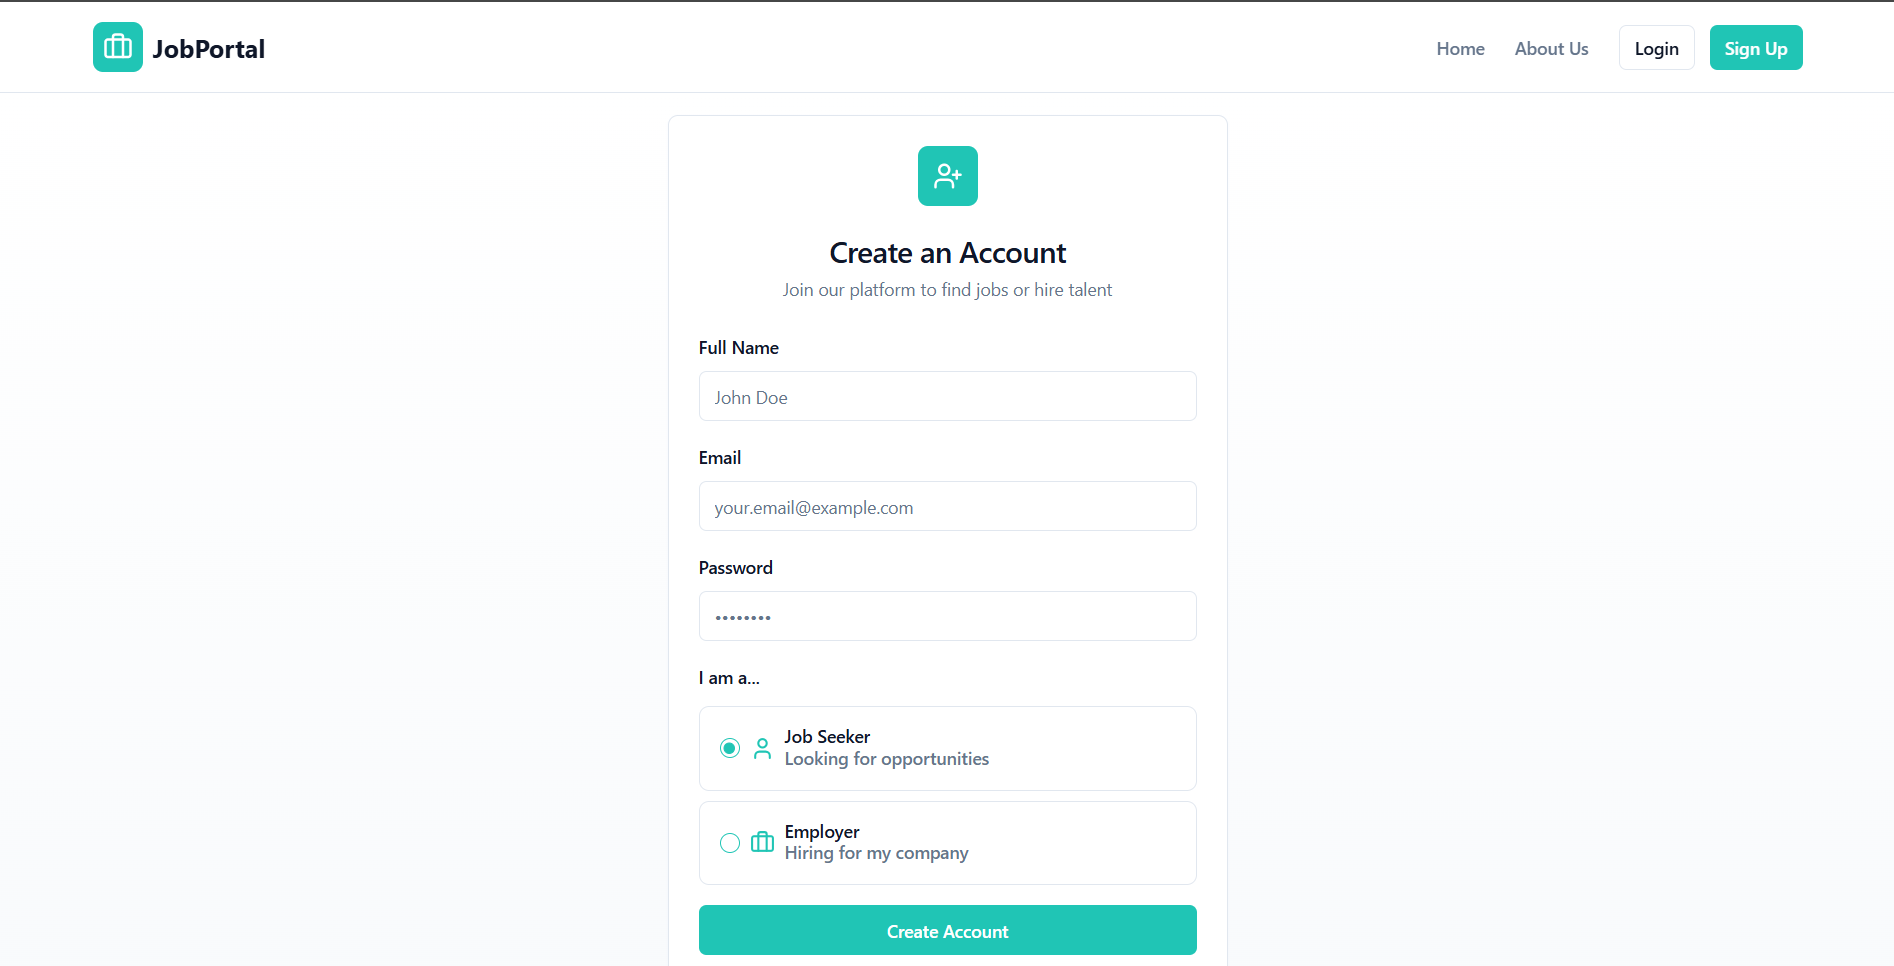 JobPortal
Home
About Us
Login
Sign Up
Create an Account
Join our platform to find jobs or hire talent
Full Name
John Doe
Email
your.email@example.com
Password
••••••••
I am a...
Job Seeker
Looking for opportunities
Employer
Hiring for my company
Create Account